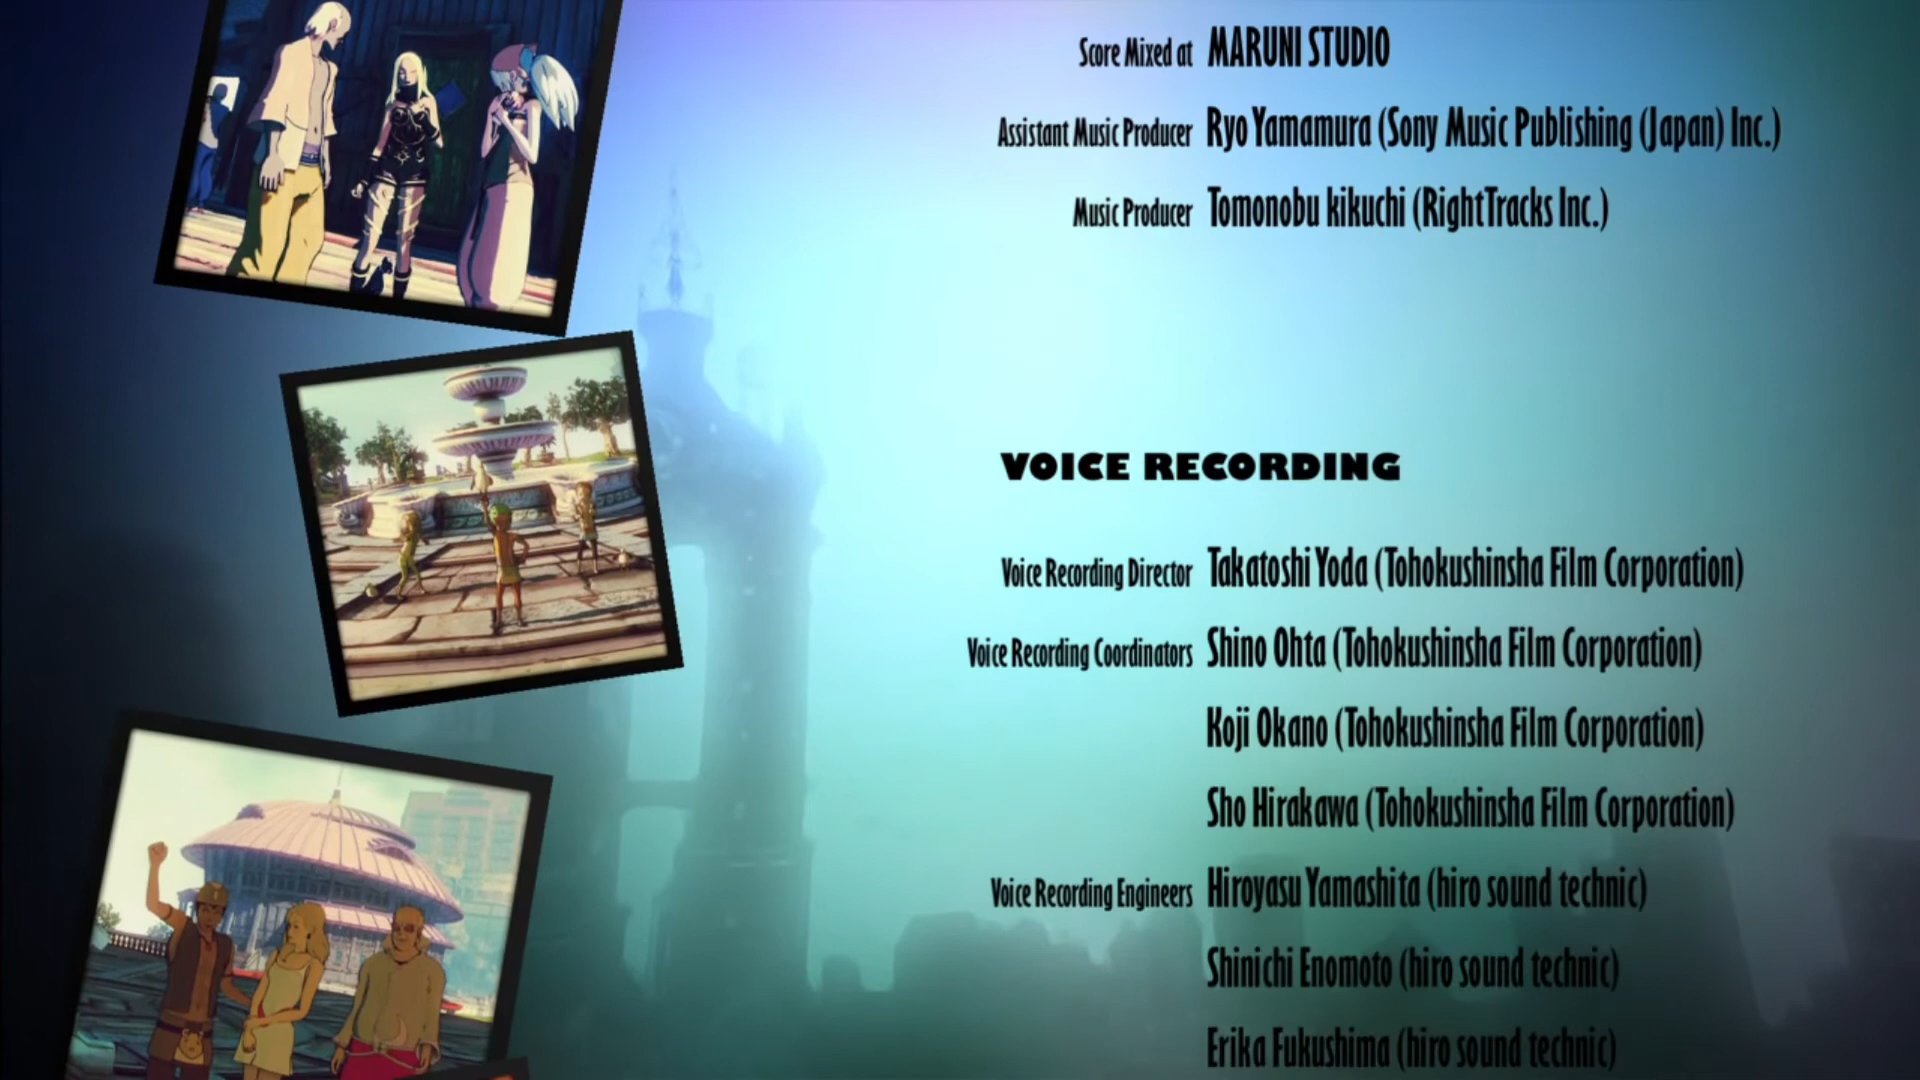 Score Mixed at MARUNI STUDIO
Assistant Music Producer Ryo Yamamura (Sony Music Publishing (Japan) Inc.)
Music Producer Tomonobu kikuchi (RightTracks Inc.)
VOICE RECORDING
Voice Recording Director Takatoshi Yoda (Tohokushinsha Film Corporation)
Voice Recording Coordinators Shino Ohta (Tohokushinsha Film Corporation)
Koji Okano (Tohokushinsha Film Corporation)
Sho Hirakawa (Tohokushinsha Film Corporation)
Voice Recording Engineers Hiroyasu Yamashita (hiro sound technic)
Shinichi Enomoto (hiro sound technic)
Erika Fukushima (hiro sound technic)